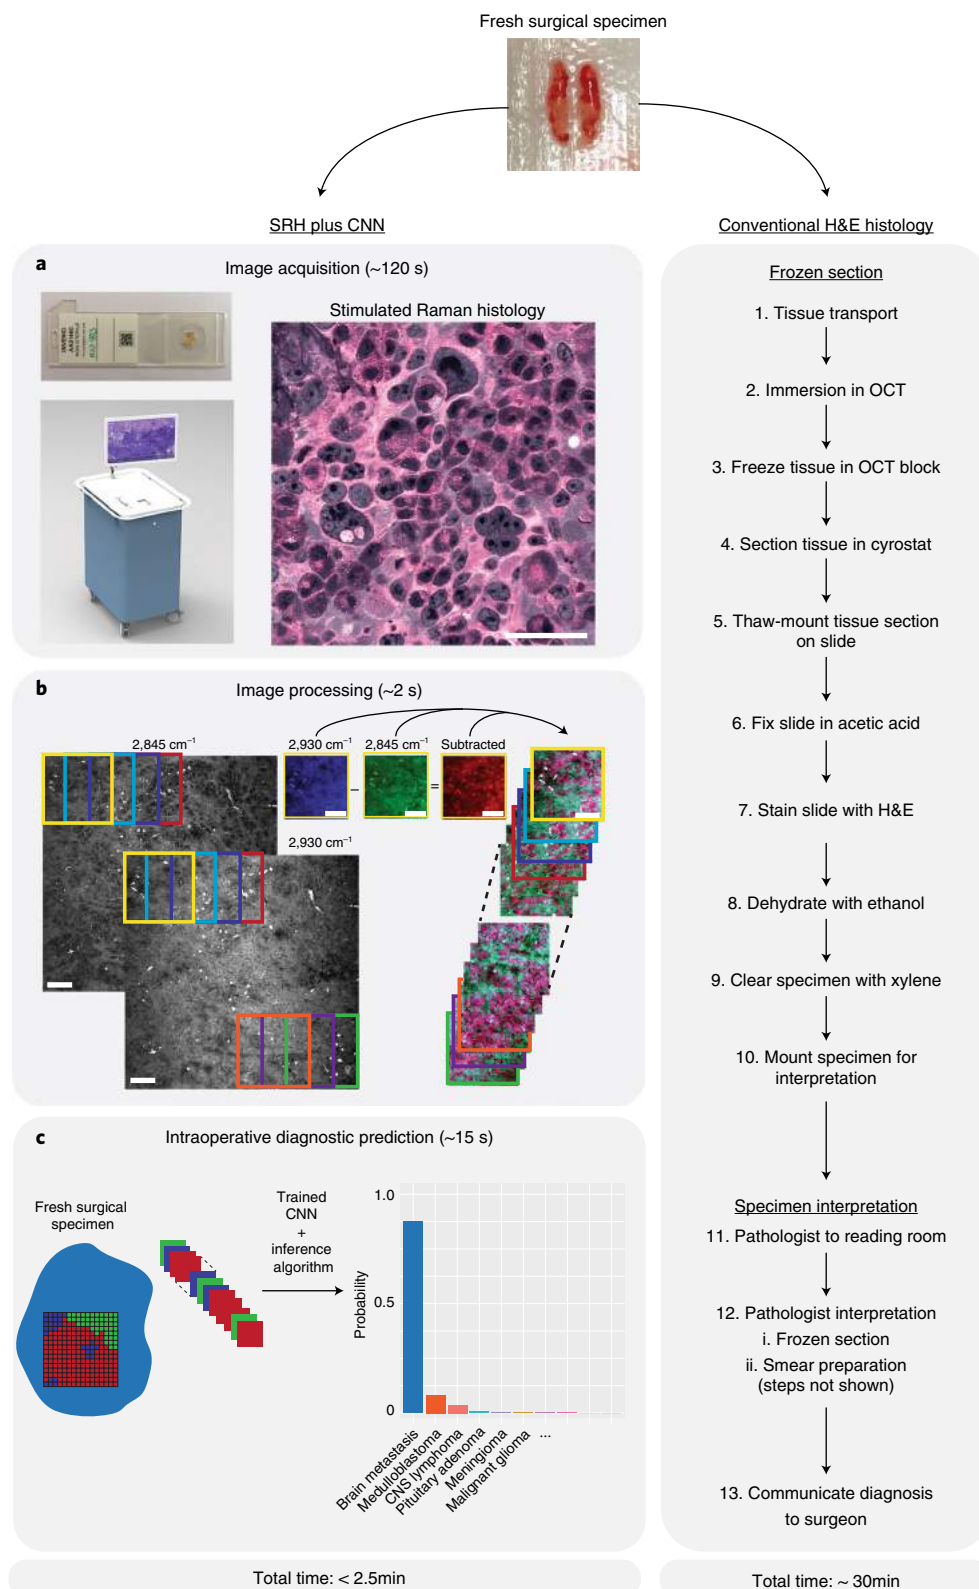 Fresh surgical specimen
SRH plus CNN
a
Image acquisition (~120 s)
Stimulated Raman histology
b
Image processing (~2 s)
2,845 cm⁻¹
2,930 cm⁻¹
2,845 cm⁻¹
Subtracted
–
=
2,930 cm⁻¹
c
Intraoperative diagnostic prediction (~15 s)
Fresh surgical
specimen
Trained
CNN
+
inference
algorithm
Probability
1.0
0.5
0
Brain metastasis
Medulloblastoma
CNS lymphoma
Pituitary adenoma
Meningioma
Malignant glioma
...
Total time: < 2.5min
Conventional H&E histology
Frozen section
1. Tissue transport
2. Immersion in OCT
3. Freeze tissue in OCT block
4. Section tissue in cyrostat
5. Thaw-mount tissue section
on slide
6. Fix slide in acetic acid
7. Stain slide with H&E
8. Dehydrate with ethanol
9. Clear specimen with xylene
10. Mount specimen for
interpretation
Specimen interpretation
11. Pathologist to reading room
12. Pathologist interpretation
i. Frozen section
ii. Smear preparation
(steps not shown)
13. Communicate diagnosis
to surgeon
Total time: ~ 30min